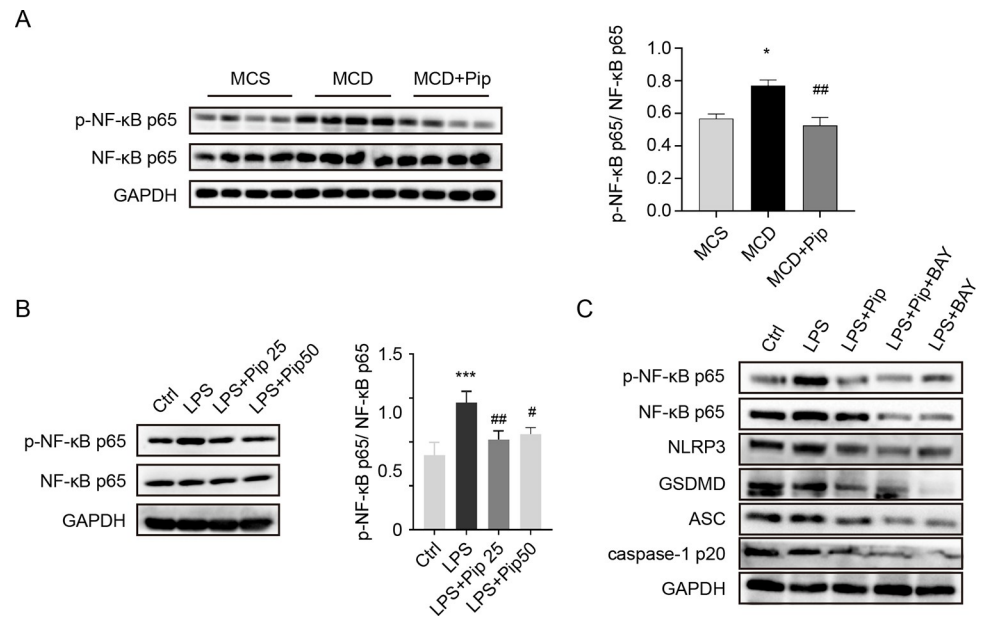 A
MCS MCD MCD+Pip
p-NF-κB p65
NF-κB p65
GAPDH
p-NF-κB p65/ NF-κB p65
1.0
0.8
0.6
0.4
0.2
0.0
*
##
MCS
MCD
MCD+Pip
B
Ctrl
LPS
LPS+Pip 25
LPS+Pip50
p-NF-κB p65
NF-κB p65
GAPDH
p-NF-κB p65/ NF-κB p65
1.5
1.0
0.5
0
***
##
#
Ctrl
LPS
LPS+Pip 25
LPS+Pip50
C
Ctrl
LPS
LPS+Pip
LPS+Pip+BAY
LPS+BAY
p-NF-κB p65
NF-κB p65
NLRP3
GSDMD
ASC
caspase-1 p20
GAPDH